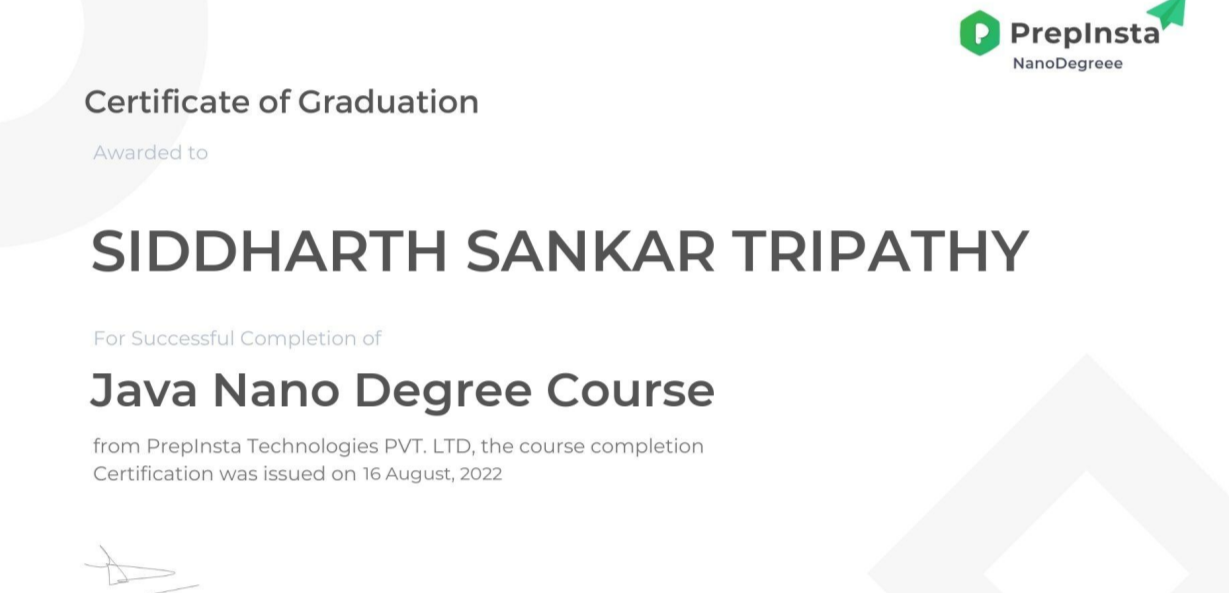 PrepInsta
NanoDegreee
Certificate of Graduation
Awarded to
SIDDHARTH SANKAR TRIPATHY
For Successful Completion of
Java Nano Degree Course
from PrepInsta Technologies PVT. LTD, the course completion
Certification was issued on 16 August, 2022